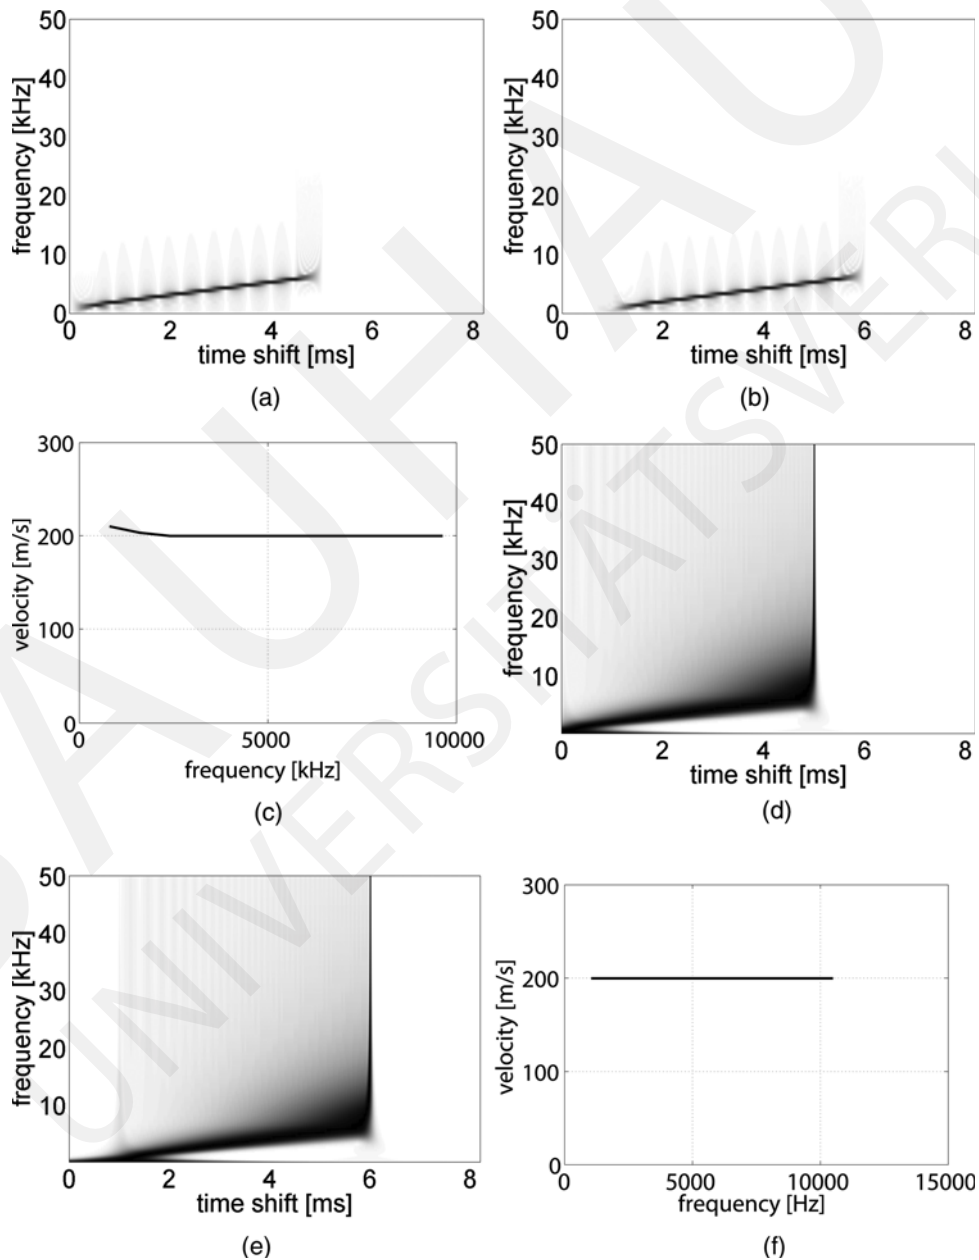 50
40
30
20
10
0
frequency [kHz]
0 2 4 6 8
time shift [ms]
(a)
50
40
30
20
10
0
frequency [kHz]
0 2 4 6 8
time shift [ms]
(b)
300
200
100
0
velocity [m/s]
0 5000 10000
frequency [kHz]
(c)
50
40
30
20
10
frequency [kHz]
0 2 4 6 8
time shift [ms]
(d)
50
40
30
20
10
frequency [kHz]
0 2 4 6 8
time shift [ms]
(e)
300
200
100
0
velocity [m/s]
0 5000 10000 15000
frequency [Hz]
(f)
BAUHAU
UNIVERSITÄTSVERL